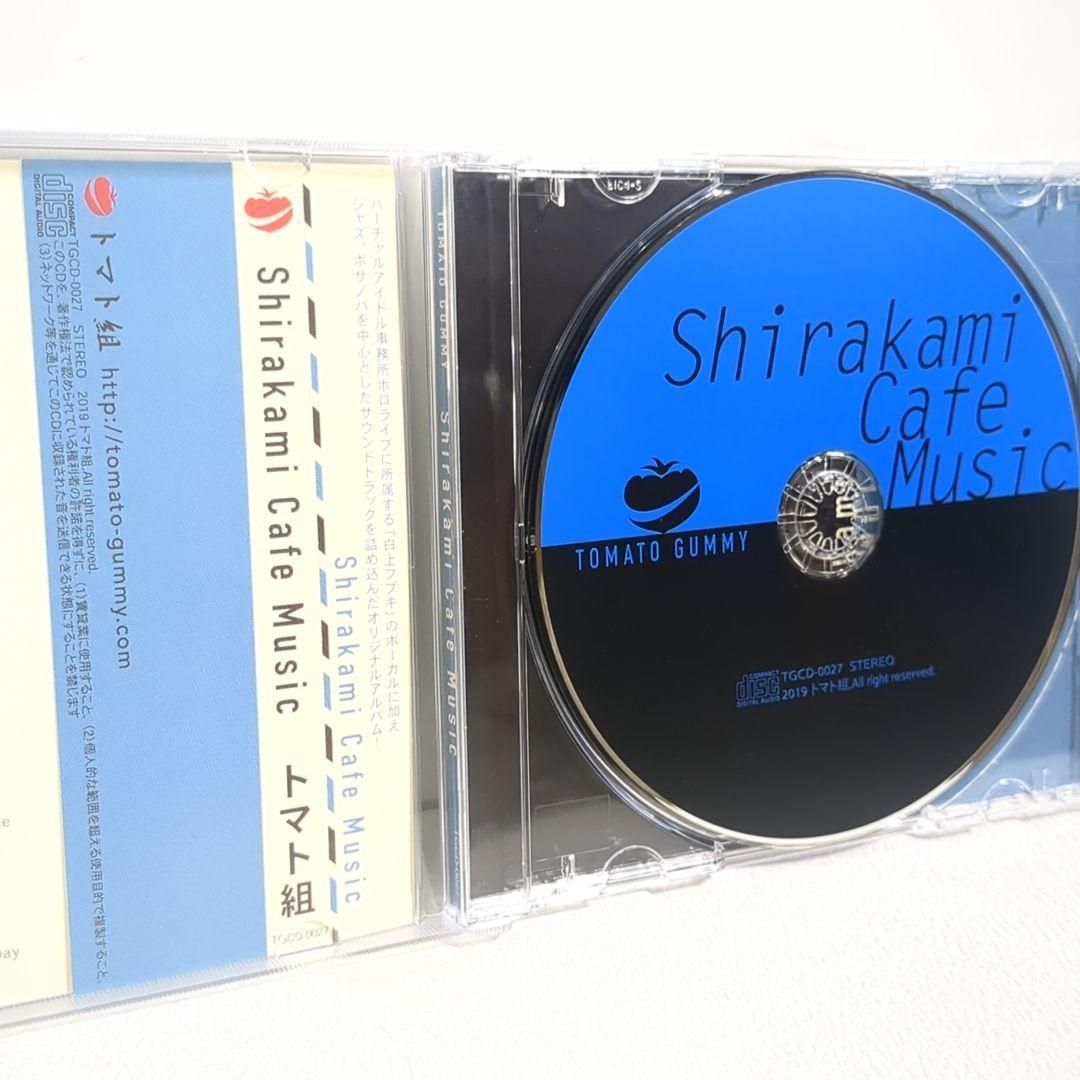 トマト組 http://tomato-gummy.com
COMPACT
disc
DIGITAL AUDIO
TGCD-0027 STEREO 2019 トマト組.All right reserved.
このCDを、著作権法で認められている権利者の許諾を得ずに、(1)賃貸業に使用すること、(2)個人的な範囲を超える使用目的で複製すること、
(3)ネットワーク等を通じてこのCDに収録された音を送信できる状態にすることを禁じます
Shirakami Cafe Music トマト組
TGCD-0027
Shirakami Cafe Music
バーチャルアイドル事務所ホロライブに所属する「白上フブキ」のボーカルに加え
ジャズ、ボサノバを中心としたサウンドトラックを詰め込んだオリジナルアルバム！
TOMATO GUMMY Shirakami Cafe Music
TGCD-0027
Shirakami
Cafe
Music
TOMATO GUMMY
COMPACT
disc
DIGITAL AUDIO
TGCD-0027 STEREO
2019 トマト組.All right reserved.